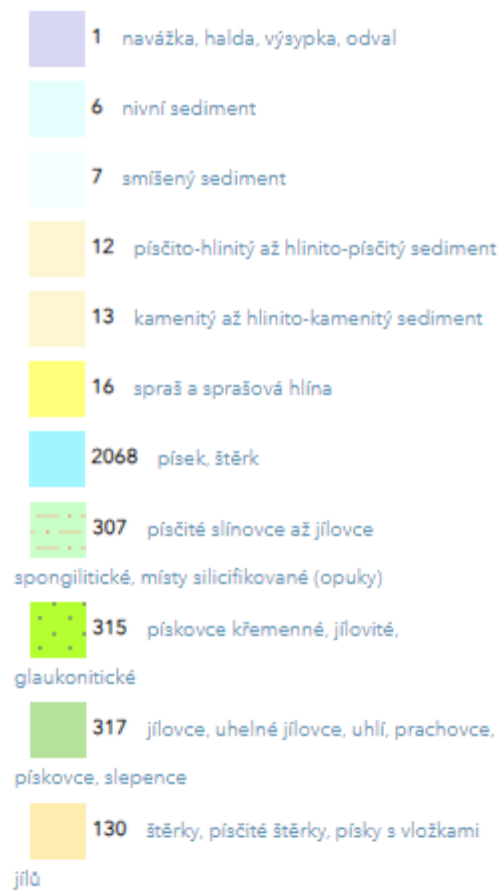 1 navážka, halda, výsypka, odval
6 nivní sediment
7 smíšený sediment
12 písčito-hlinitý až hlinito-písčitý sediment
13 kamenitý až hlinito-kamenitý sediment
16 spraš a sprašová hlína
2068 písek, štěrk
307 písčité slínovce až jílovce
spongilitické, místy silicifikované (opuky)
315 pískovce křemenné, jílovité,
glaukonitické
317 jílovce, uhelné jílovce, uhlí, prachovce,
pískovce, slepence
130 štěrky, písčité štěrky, písky s vložkami
jílů